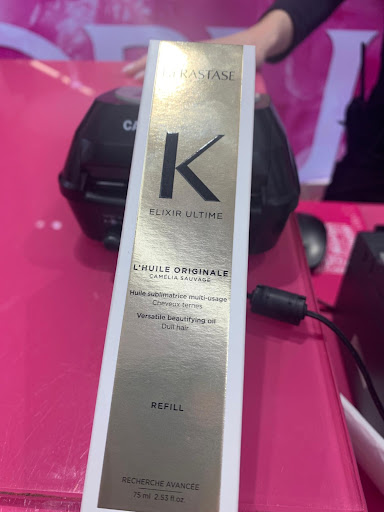 KÉRASTASE
K
ELIXIR ULTIME
L'HUILE ORIGINALE
CAMELIA SAUVAGE
Huile sublimatrice multi-usage
Cheveux ternes
Versatile beautifying oil
Dull hair
REFILL
RECHERCHE AVANCÉE
75 ml 2.53 fl.oz.
CA